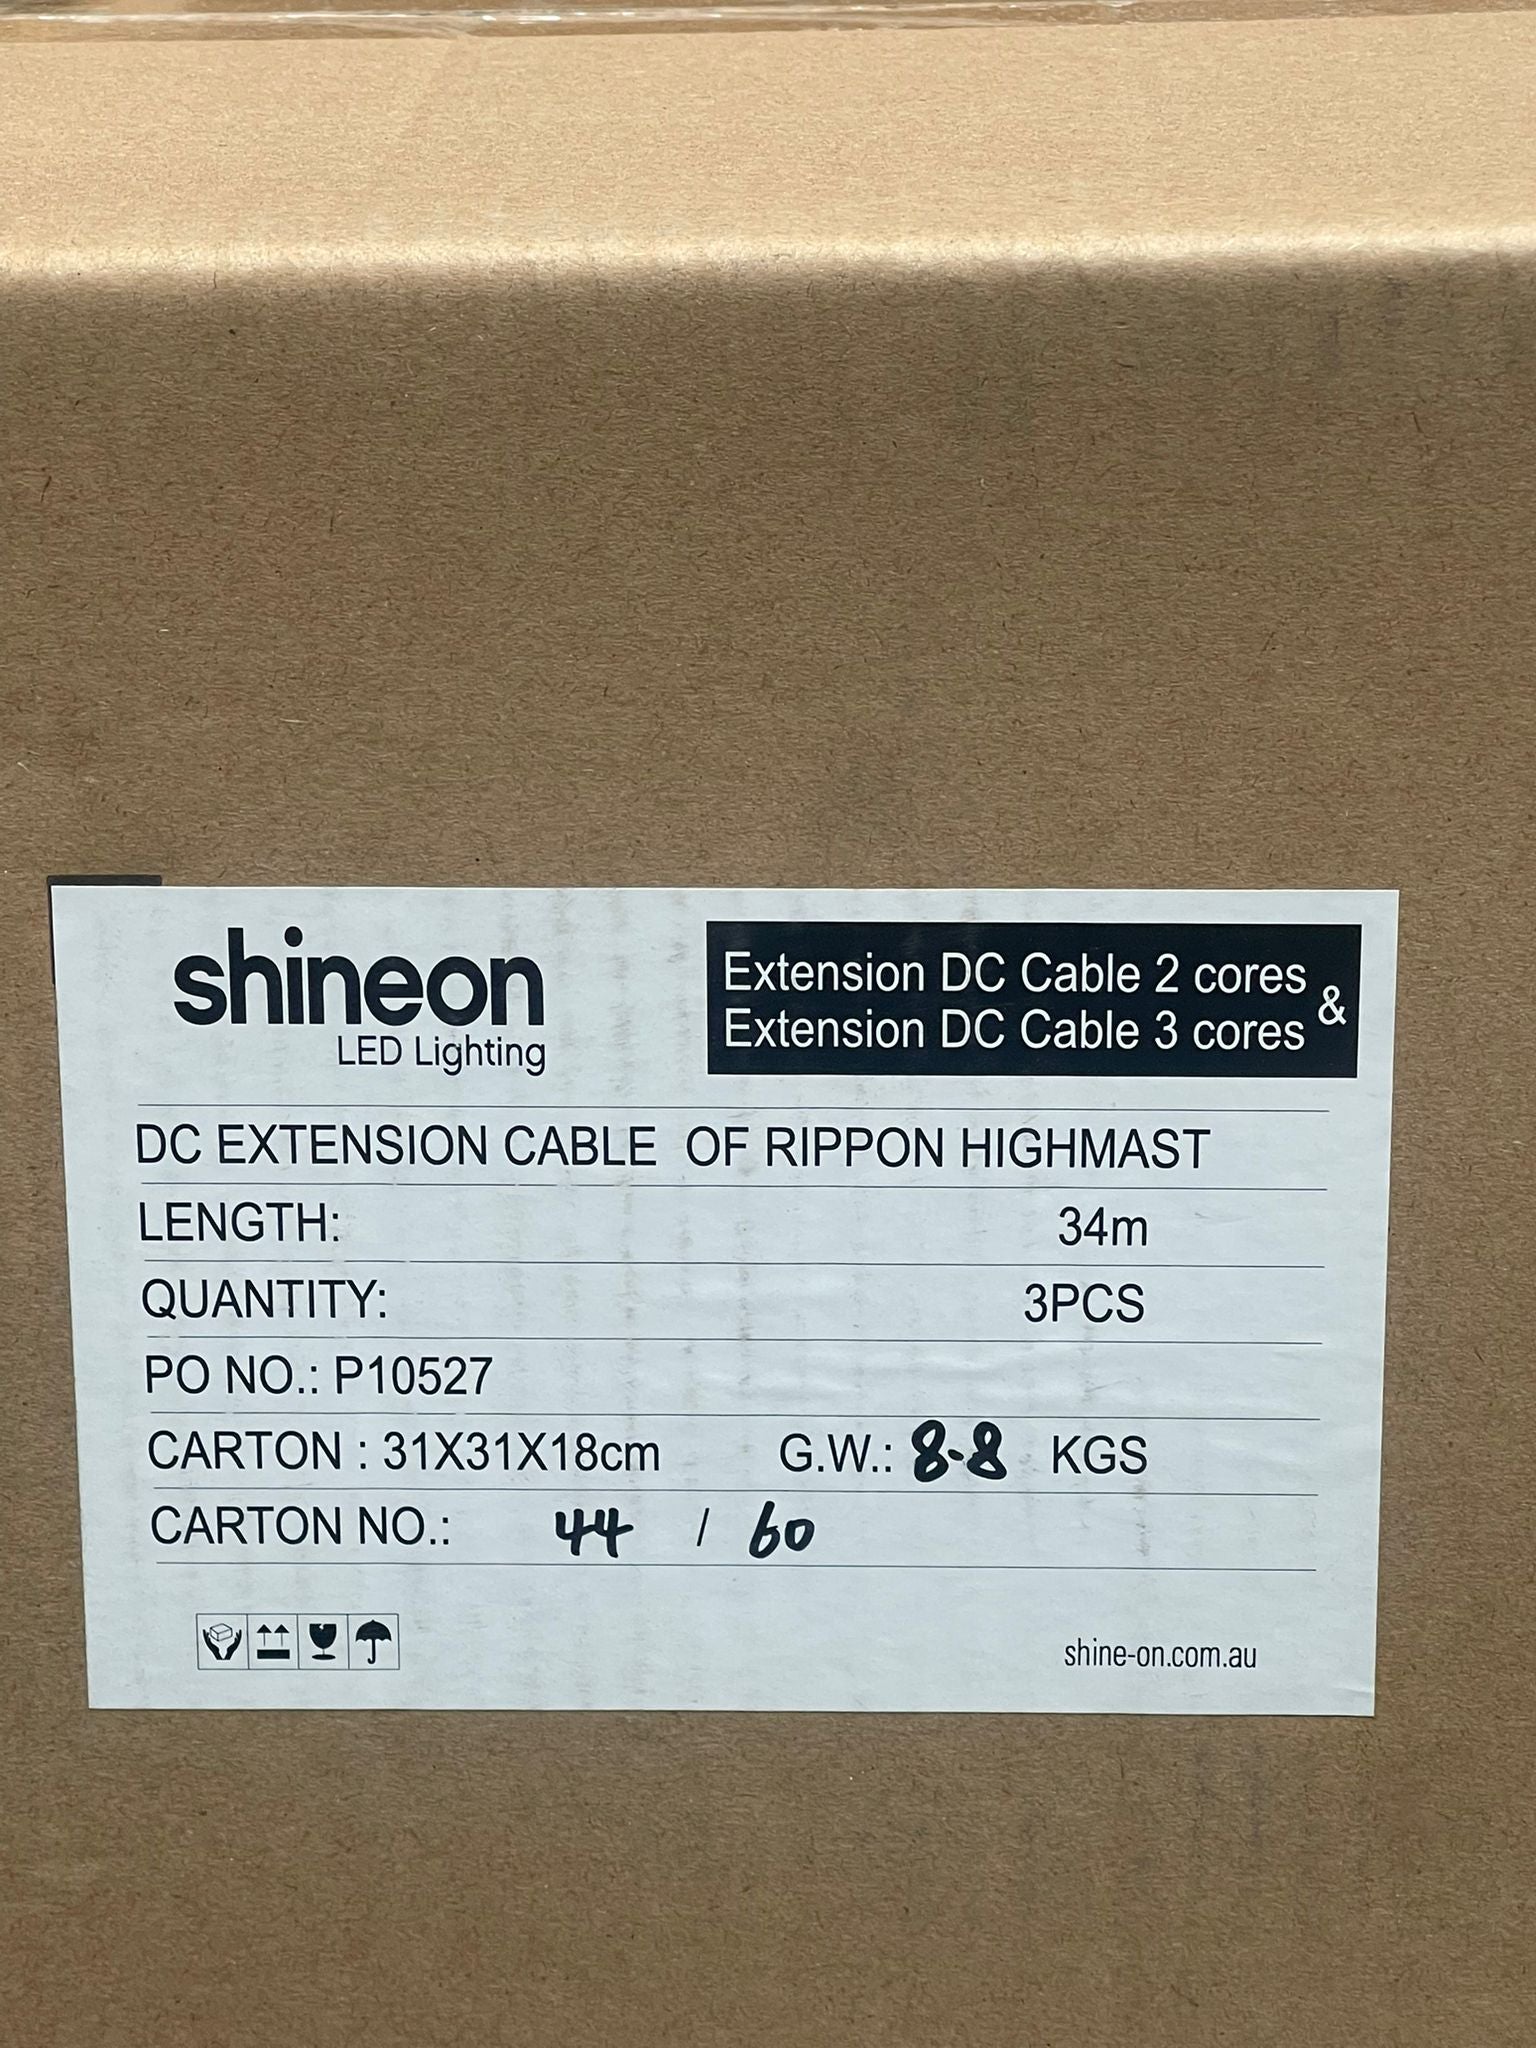 shineon
LED Lighting
Extension DC Cable 2 cores &
Extension DC Cable 3 cores
DC EXTENSION CABLE OF RIPPON HIGHMAST
LENGTH: 34m
QUANTITY: 3PCS
PO NO.: P10527
CARTON : 31X31X18cm G.W.: 8.8 KGS
CARTON NO.: 44 / 60
shine-on.com.au